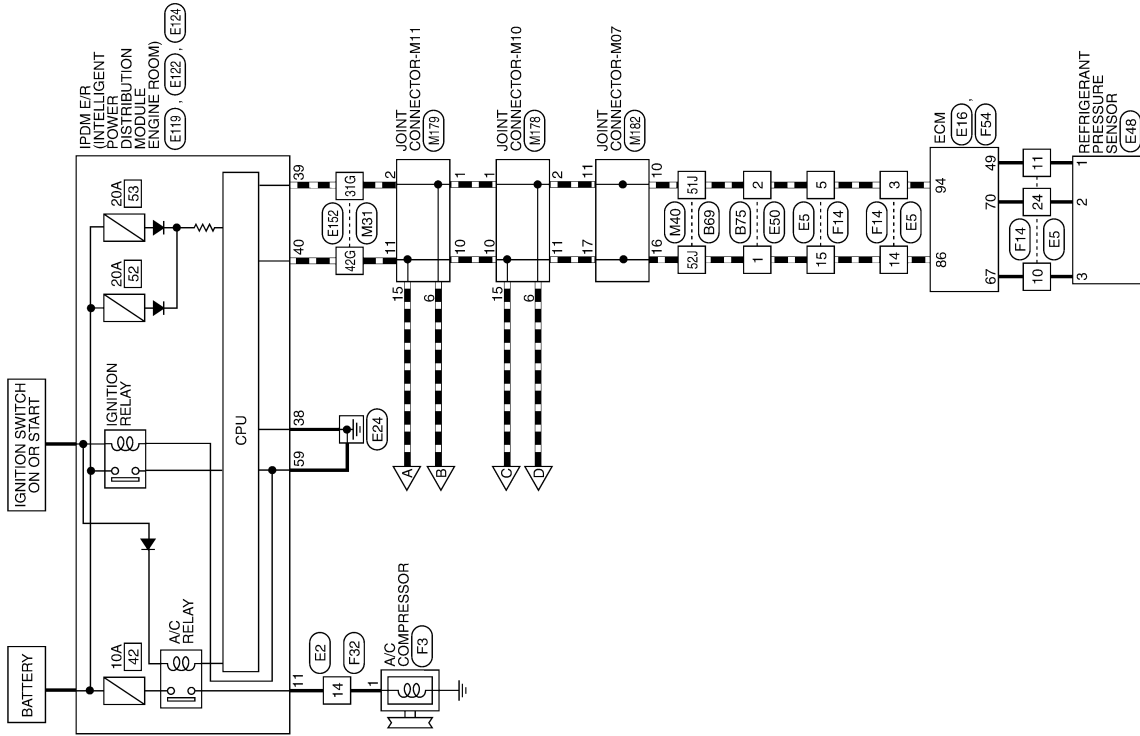 BATTERY
IGNITION SWITCH
ON OR START
IPDM E/R
(INTELLIGENT
POWER
DISTRIBUTION
MODULE
ENGINE ROOM)
E119 , E122 , E124
10A
42
A/C
RELAY
IGNITION
RELAY
20A
52
20A
53
CPU
11
59
38
40
39
E2
14
F32
1
A/C
COMPRESSOR
F3
E24
42G
E152
M31
31G
JOINT
CONNECTOR-M11
M179
11
2
15
6
10
1
A
B
JOINT
CONNECTOR-M10
M178
10
1
15
6
11
2
C
D
JOINT
CONNECTOR-M07
M182
17
11
16
10
52J
M40
B69
51J
1
B75
E50
2
15
E5
F14
5
14
F14
E5
3
86
94
ECM
E16 ,
F54
67
70
49
10
F14
E5
24
11
3
2
1
REFRIGERANT
PRESSURE
SENSOR
E48